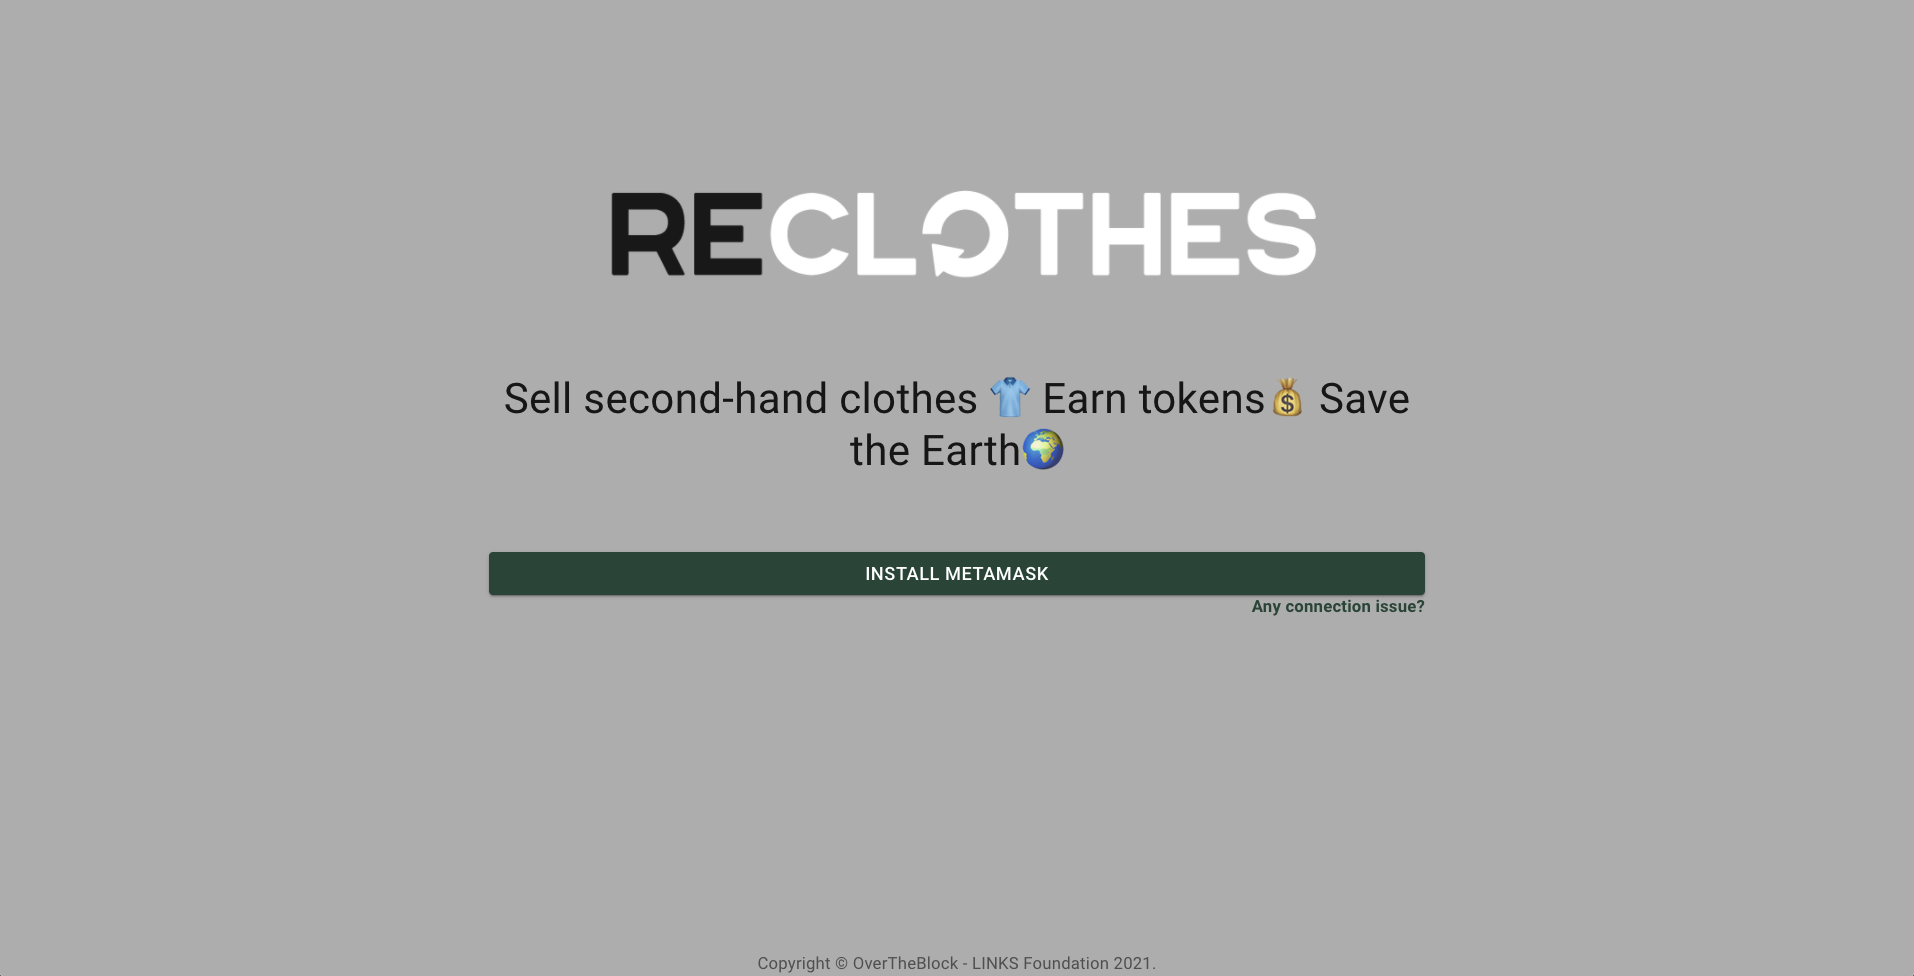 RECLOTHES
Sell second-hand clothes 👕 Earn tokens💰 Save
the Earth🌍
INSTALL METAMASK
Any connection issue?
Copyright © OverTheBlock - LINKS Foundation 2021.